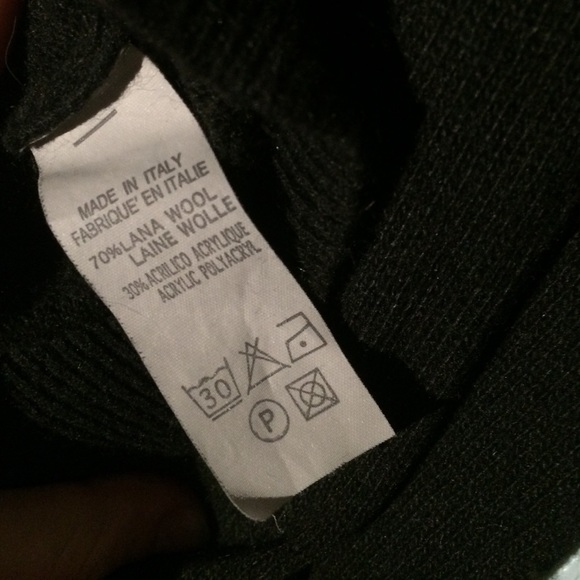 MADE IN ITALY
FABRIQUE' EN ITALIE
70% LANA WOOL
LAINE WOLLE
30% ACRILICO ACRYLIQUE
ACRYLIC POLYACRYL
30
P